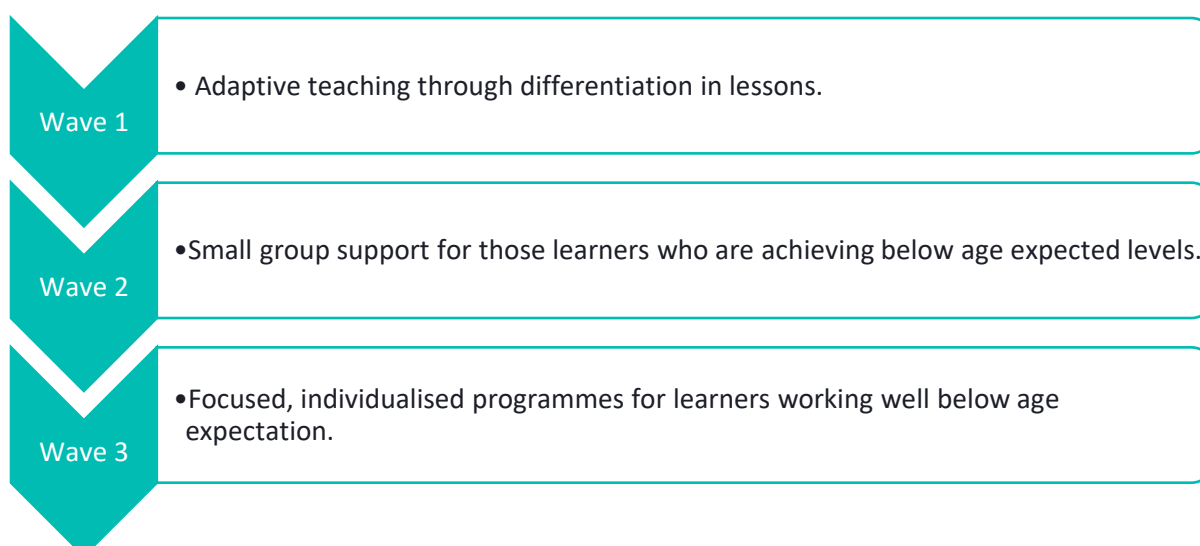 Wave 1
• Adaptive teaching through differentiation in lessons.
Wave 2
•Small group support for those learners who are achieving below age expected levels.
Wave 3
•Focused, individualised programmes for learners working well below age
expectation.